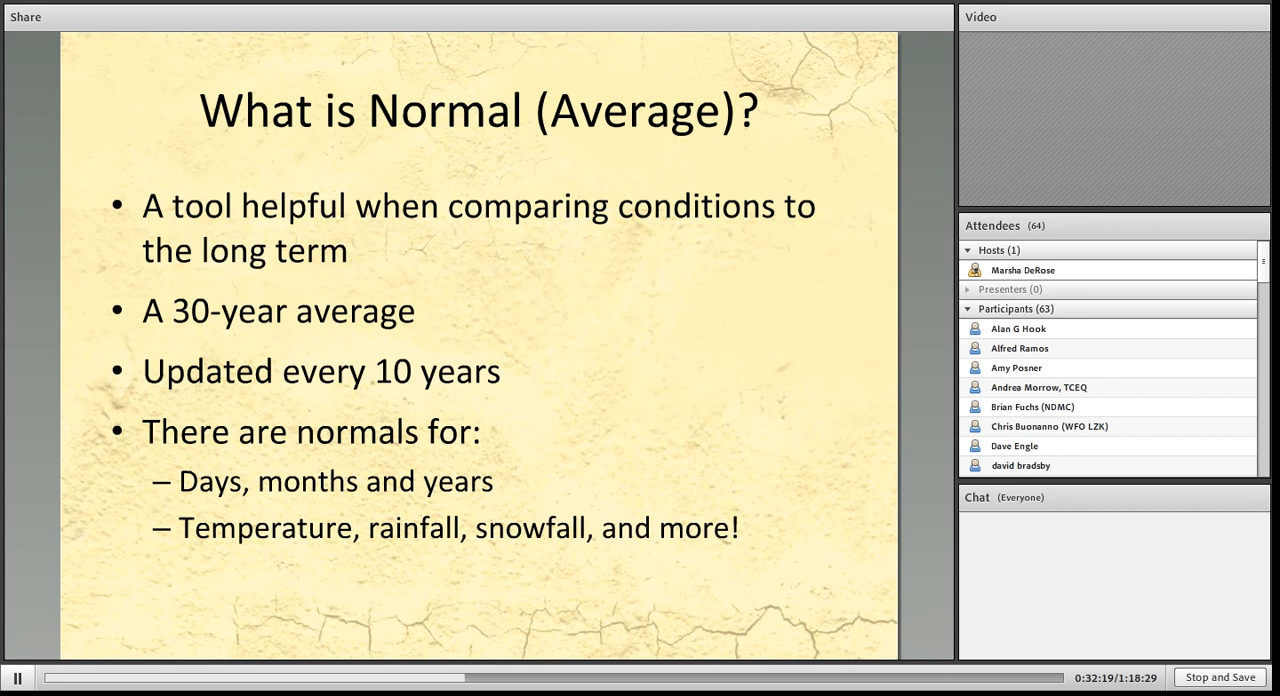 Share
What is Normal (Average)?
• A tool helpful when comparing conditions to
the long term
• A 30-year average
• Updated every 10 years
• There are normals for:
– Days, months and years
– Temperature, rainfall, snowfall, and more!
Video
Attendees (64)
Hosts (1)
Marsha DeRose
Presenters (0)
Participants (63)
Alan G Hook
Alfred Ramos
Amy Posner
Andrea Morrow, TCEQ
Brian Fuchs (NDMC)
Chris Buonanno (WFO LZK)
Dave Engle
david bradsby
Chat (Everyone)
0:32:19/1:18:29
Stop and Save